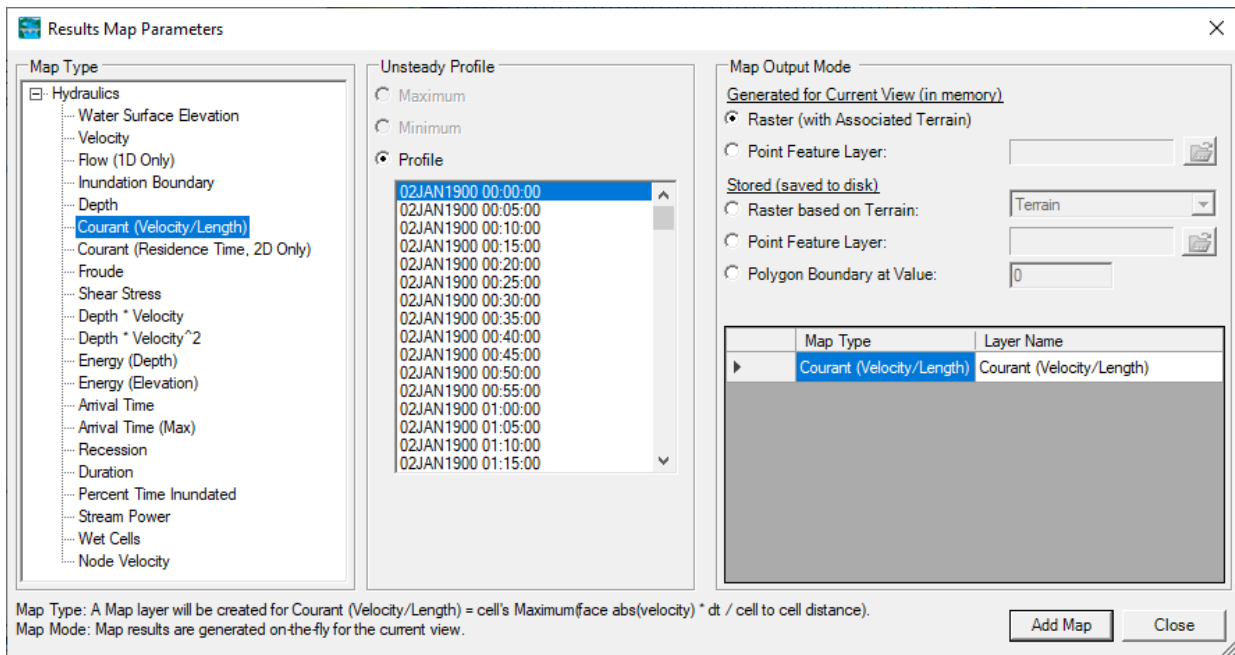 Results Map Parameters
Map Type
Hydraulics
Water Surface Elevation
Velocity
Flow (1D Only)
Inundation Boundary
Depth
Courant (Velocity/Length)
Courant (Residence Time, 2D Only)
Froude
Shear Stress
Depth * Velocity
Depth * Velocity^2
Energy (Depth)
Energy (Elevation)
Arrival Time
Arrival Time (Max)
Recession
Duration
Percent Time Inundated
Stream Power
Wet Cells
Node Velocity
Unsteady Profile
Maximum
Minimum
Profile
02JAN1900 00:00:00
02JAN1900 00:05:00
02JAN1900 00:10:00
02JAN1900 00:15:00
02JAN1900 00:20:00
02JAN1900 00:25:00
02JAN1900 00:30:00
02JAN1900 00:35:00
02JAN1900 00:40:00
02JAN1900 00:45:00
02JAN1900 00:50:00
02JAN1900 00:55:00
02JAN1900 01:00:00
02JAN1900 01:05:00
02JAN1900 01:10:00
02JAN1900 01:15:00
Map Output Mode
Generated for Current View (in memory)
Raster (with Associated Terrain)
Point Feature Layer:
Stored (saved to disk)
Raster based on Terrain: Terrain
Point Feature Layer:
Polygon Boundary at Value: 0
Map Type Layer Name
Courant (Velocity/Length) Courant (Velocity/Length)
Map Type: A Map layer will be created for Courant (Velocity/Length) = cell's Maximum(face abs(velocity) * dt / cell to cell distance).
Map Mode: Map results are generated on-the-fly for the current view.
Add Map Close